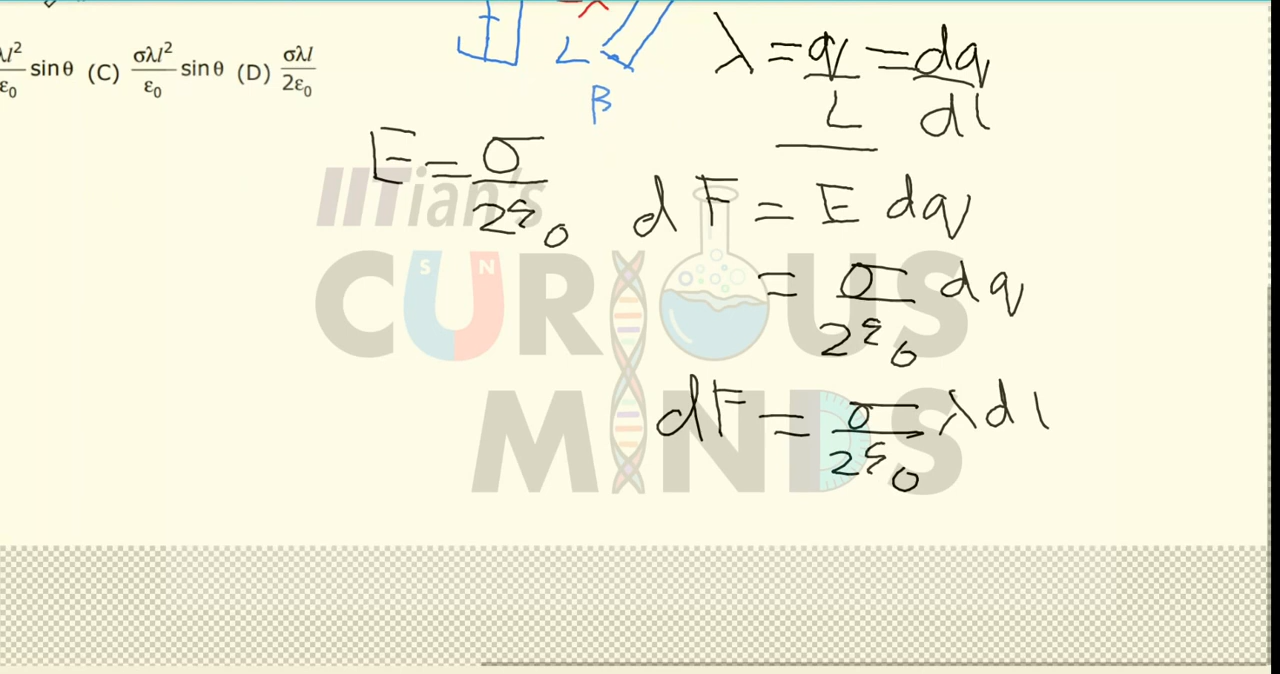 λ = q/L = dq/dl
l²/ε₀ sinθ (C) σλl²/ε₀ sinθ (D) σλl/2ε₀
L
B
E = σ/2ε₀
dF = E dq
= σ/2ε₀ dq
dF = σ/2ε₀ λ dl
IITian's
CURIOUS
S N
MINDS